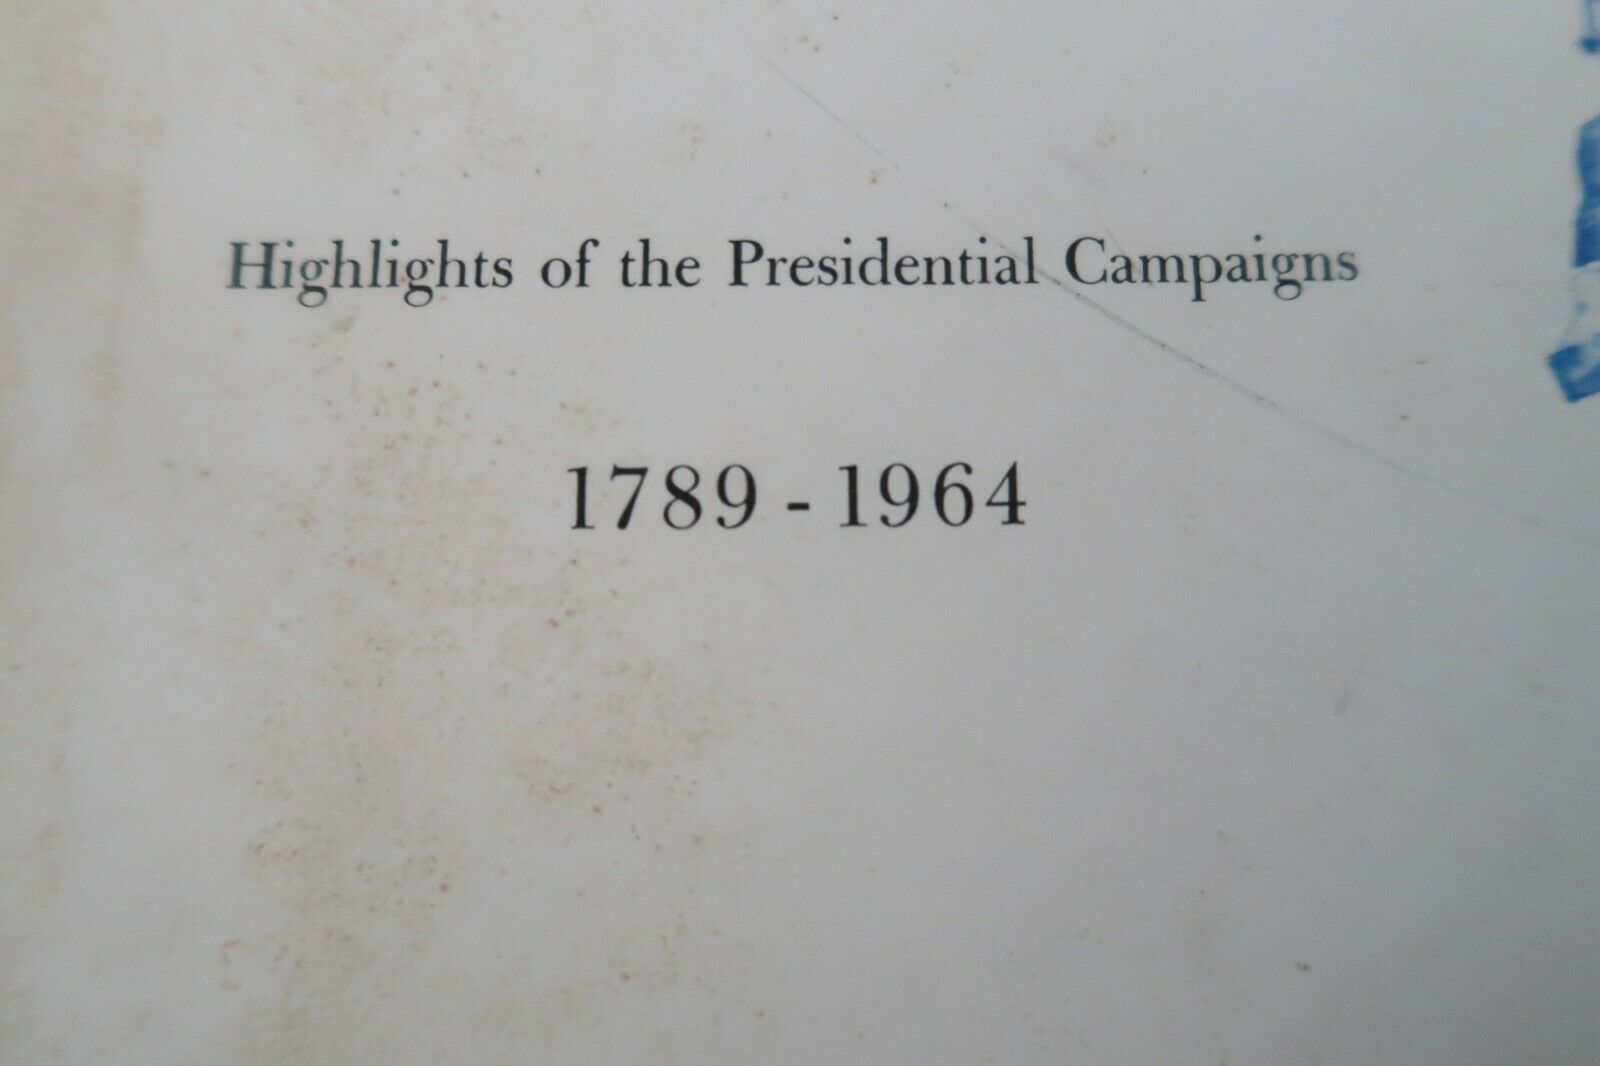 Highlights of the Presidential Campaigns
1789 - 1964